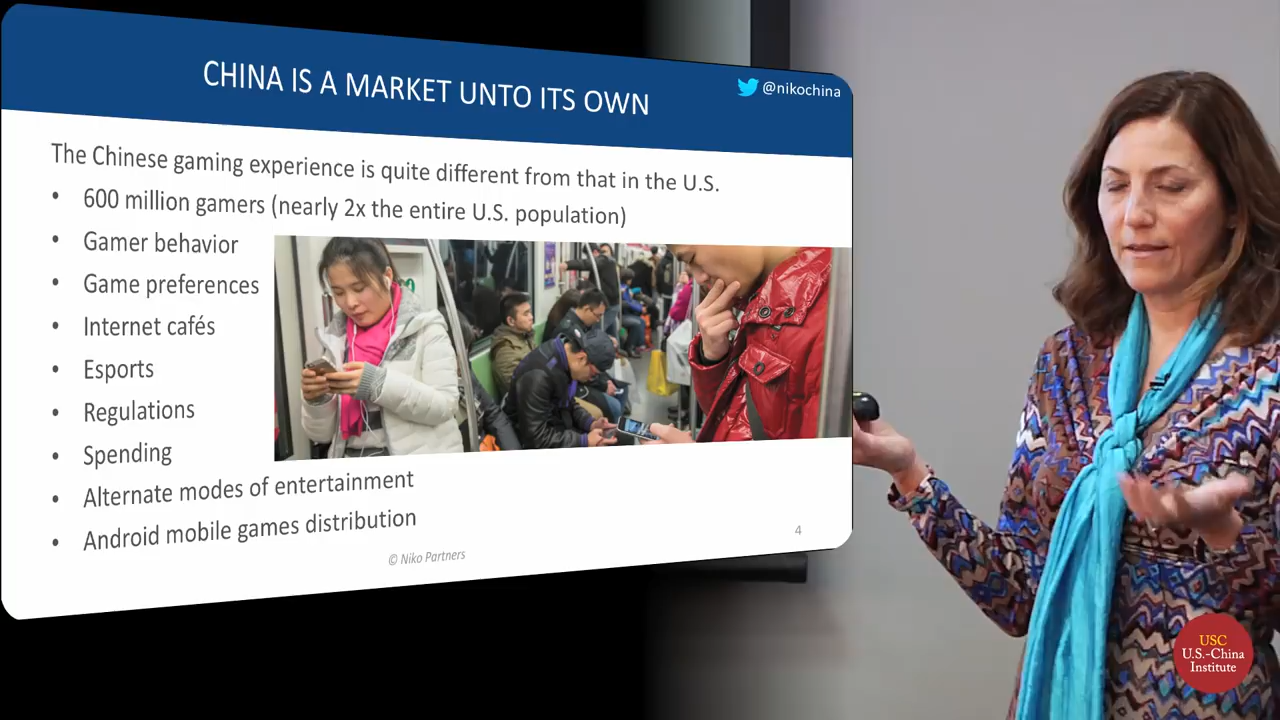 CHINA IS A MARKET UNTO ITS OWN
@nikochina
The Chinese gaming experience is quite different from that in the U.S.
• 600 million gamers (nearly 2x the entire U.S. population)
• Gamer behavior
• Game preferences
• Internet cafés
• Esports
• Regulations
• Spending
• Alternate modes of entertainment
• Android mobile games distribution
© Niko Partners
4
USC
U.S.-China
Institute